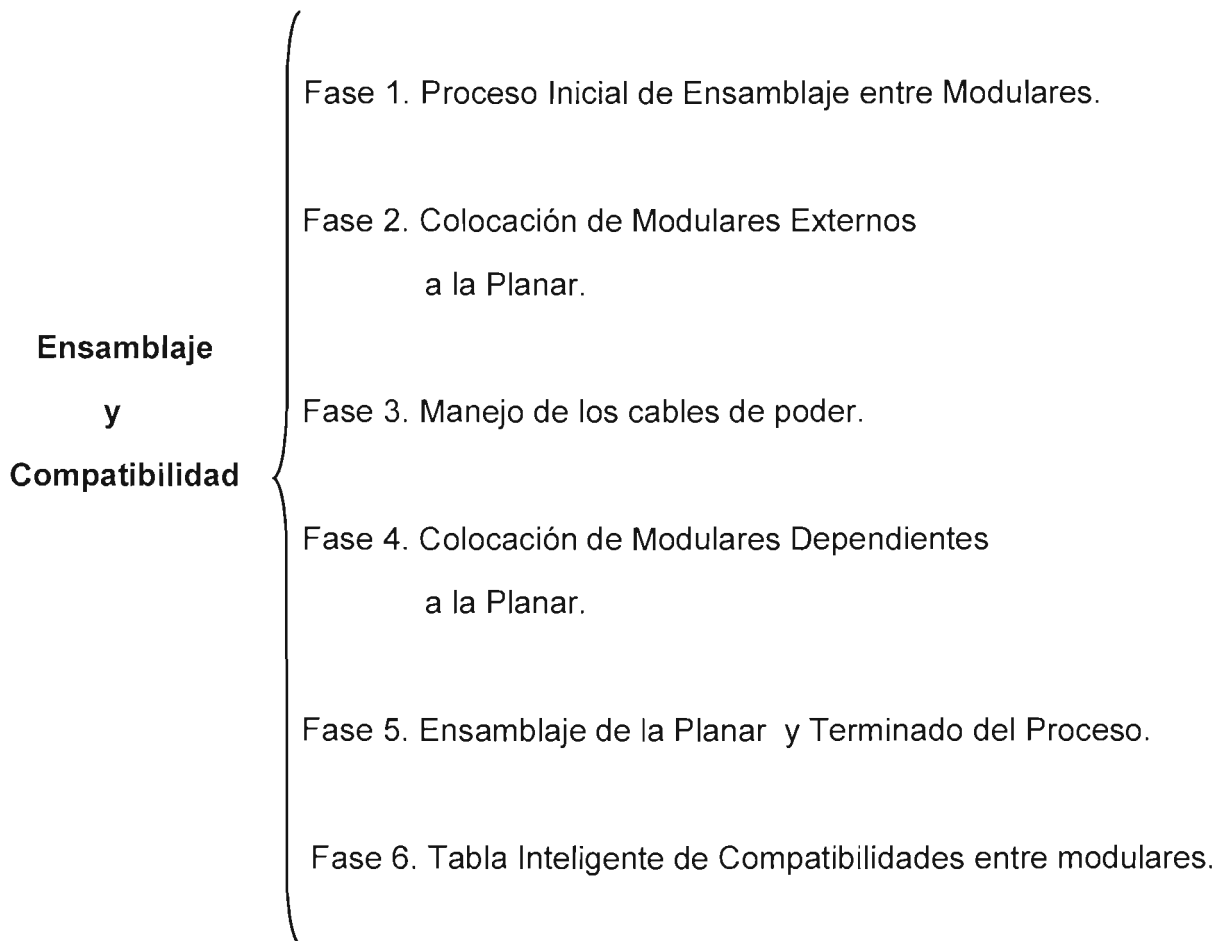 Ensamblaje
y
Compatibilidad
Fase 1. Proceso Inicial de Ensamblaje entre Modulares.
Fase 2. Colocación de Modulares Externos
a la Planar.
Fase 3. Manejo de los cables de poder.
Fase 4. Colocación de Modulares Dependientes
a la Planar.
Fase 5. Ensamblaje de la Planar y Terminado del Proceso.
Fase 6. Tabla Inteligente de Compatibilidades entre modulares.